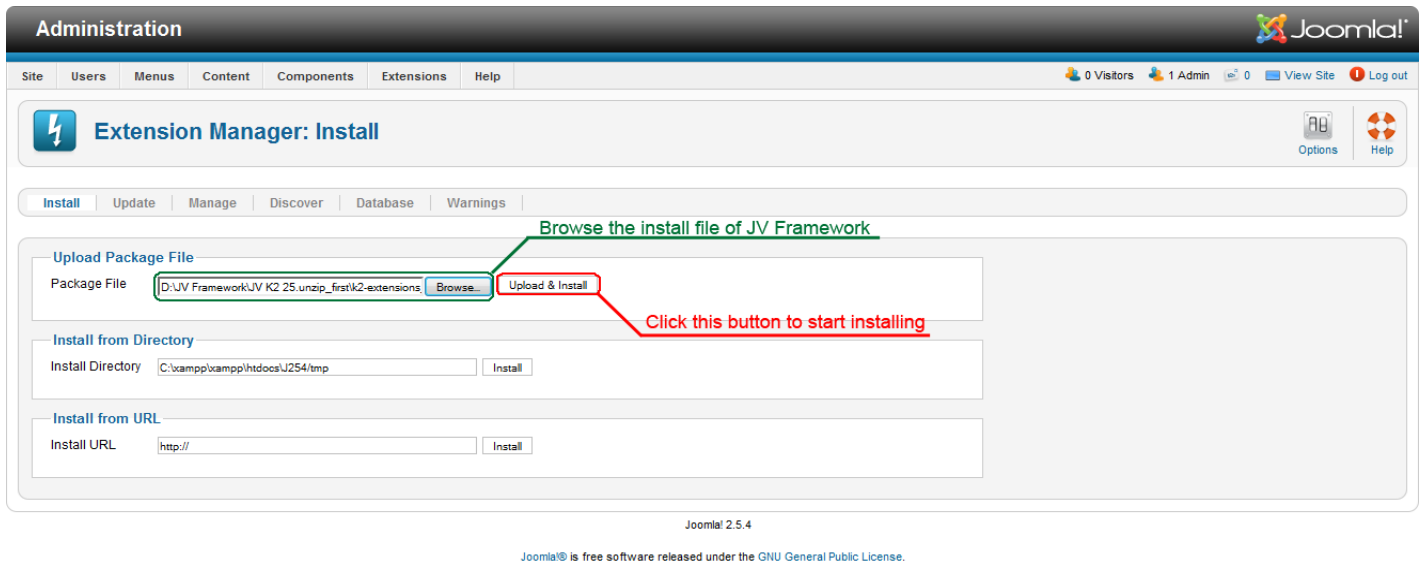 Administration
Joomla!
Site Users Menus Content Components Extensions Help
0 Visitors 1 Admin 0 View Site Log out
Extension Manager: Install
Options
Help
Install Update Manage Discover Database Warnings
Browse the install file of JV Framework
Upload Package File
Package File D:\JV Framework\JV K2 25.unzip_first\k2-extensions_ Browse... Upload & Install
Click this button to start installing
Install from Directory
Install Directory C:\xampp\xampp\htdocs\J254/tmp Install
Install from URL
Install URL http:// Install
Joomla! 2.5.4
Joomla!® is free software released under the GNU General Public License.